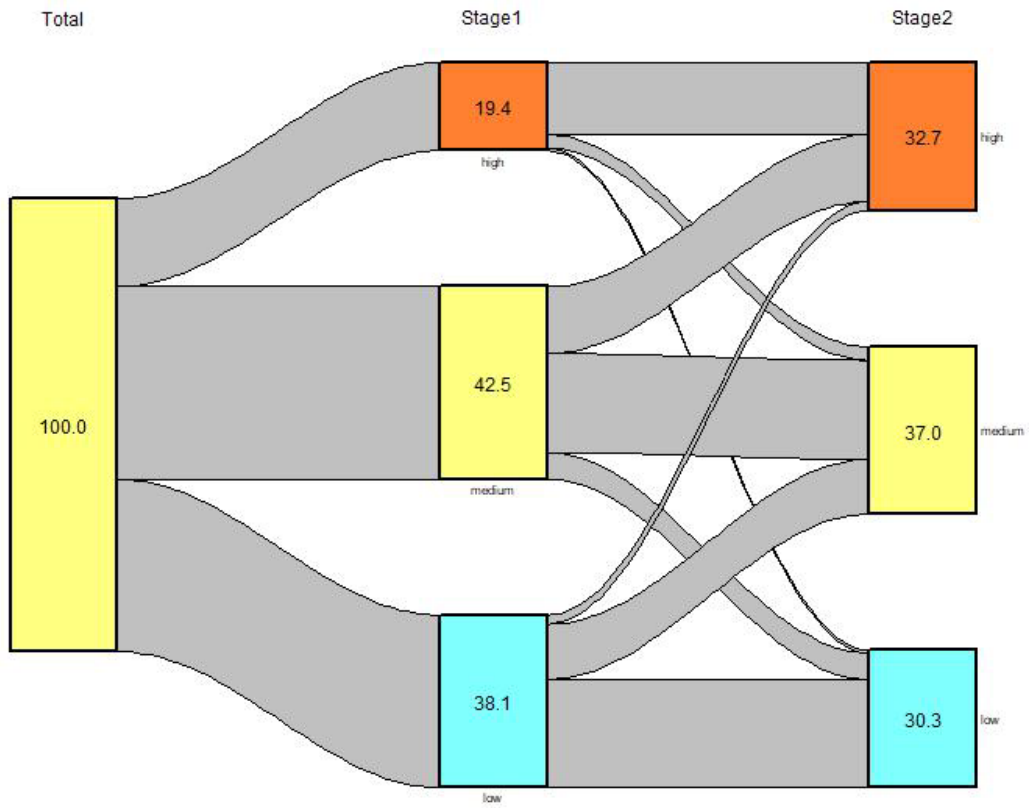 Total
Stage1
Stage2
19.4
high
32.7
high
100.0
42.5
medium
37.0
medium
38.1
low
30.3
low